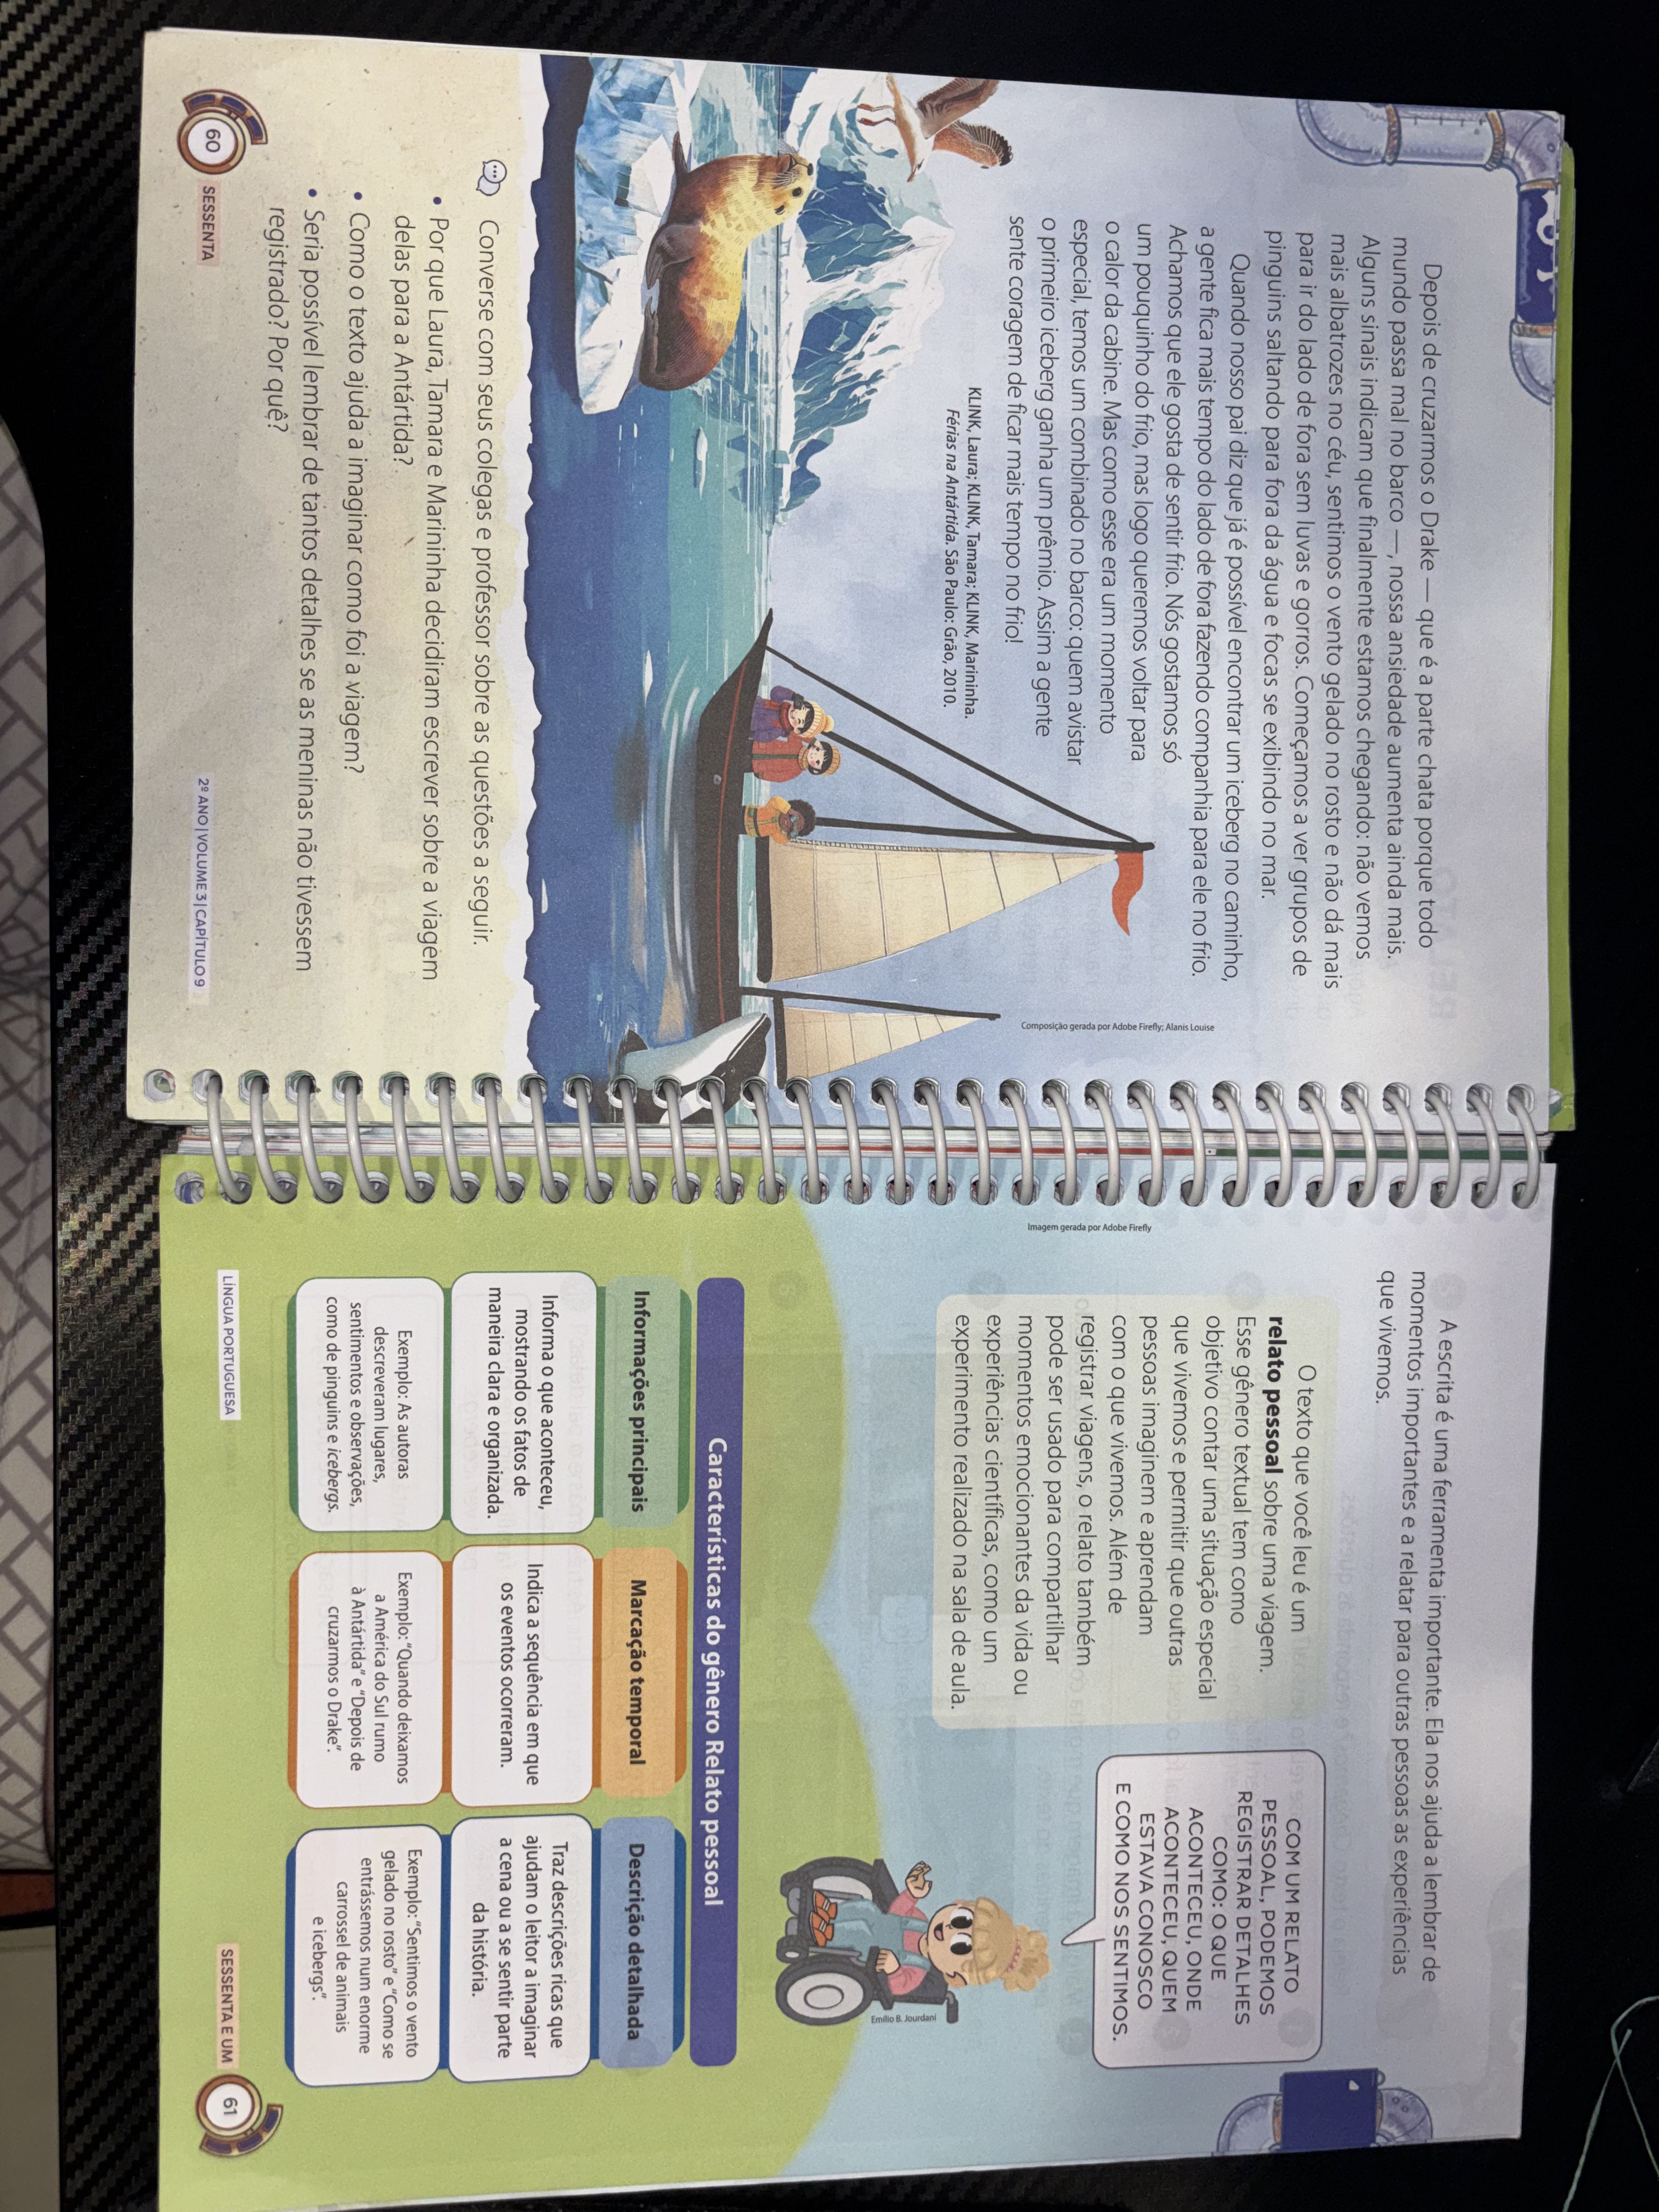 Depois de cruzarmos o Drake — que é a parte chata porque todo
mundo passa mal no barco —, nossa ansiedade aumenta ainda mais.
Alguns sinais indicam que finalmente estamos chegando: não vemos
mais albatrozes no céu, sentimos o vento gelado no rosto e não dá mais
para ir do lado de fora sem luvas e gorros. Começamos a ver grupos de
pinguins saltando para fora da água e focas se exibindo no mar.
Quando nosso pai diz que já é possível encontrar um iceberg no caminho,
a gente fica mais tempo do lado de fora fazendo companhia para ele no frio.
Achamos que ele gosta de sentir frio. Nós gostamos só
um pouquinho do frio, mas logo queremos voltar para
o calor da cabine. Mas como esse era um momento
especial, temos um combinado no barco: quem avistar
o primeiro iceberg ganha um prêmio. Assim a gente
sente coragem de ficar mais tempo no frio!
KLINK, Laura; KLINK, Tamara; KLINK, Marininha.
Férias na Antártida. São Paulo: Grão, 2010.
Composição gerada por Adobe Firefly; Alanis Louise
Converse com seus colegas e professor sobre as questões a seguir.
• Por que Laura, Tamara e Marininha decidiram escrever sobre a viagem
delas para a Antártida?
• Como o texto ajuda a imaginar como foi a viagem?
• Seria possível lembrar de tantos detalhes se as meninas não tivessem
registrado? Por quê?
60
SESSENTA
2º ANO | VOLUME 3 | CAPÍTULO 9
A escrita é uma ferramenta importante. Ela nos ajuda a lembrar de
momentos importantes e a relatar para outras pessoas as experiências
que vivemos.
O texto que você leu é um
relato pessoal sobre uma viagem.
Esse gênero textual tem como
objetivo contar uma situação especial
que vivemos e permitir que outras
pessoas imaginem e aprendam
com o que vivemos. Além de
registrar viagens, o relato também
pode ser usado para compartilhar
momentos emocionantes da vida ou
experiências científicas, como um
experimento realizado na sala de aula.
COM UM RELATO
PESSOAL, PODEMOS
REGISTRAR DETALHES
COMO: O QUE
ACONTECEU, ONDE
ACONTECEU, QUEM
ESTAVA CONOSCO
E COMO NOS SENTIMOS.
Imagem gerada por Adobe Firefly
Emílio B. Jourdani
Características do gênero Relato pessoal
Informações principais
Informa o que aconteceu,
mostrando os fatos de
maneira clara e organizada.
Exemplo: As autoras
descreveram lugares,
sentimentos e observações,
como de pinguins e icebergs.
Marcação temporal
Indica a sequência em que
os eventos ocorreram.
Exemplo: “Quando deixamos
a América do Sul rumo
à Antártida” e “Depois de
cruzarmos o Drake”.
Descrição detalhada
Traz descrições ricas que
ajudam o leitor a imaginar
a cena ou a se sentir parte
da história.
Exemplo: “Sentimos o vento
gelado no rosto” e “Como se
entrássemos num enorme
carrossel de animais
e icebergs”.
LÍNGUA PORTUGUESA
SESSENTA E UM
61